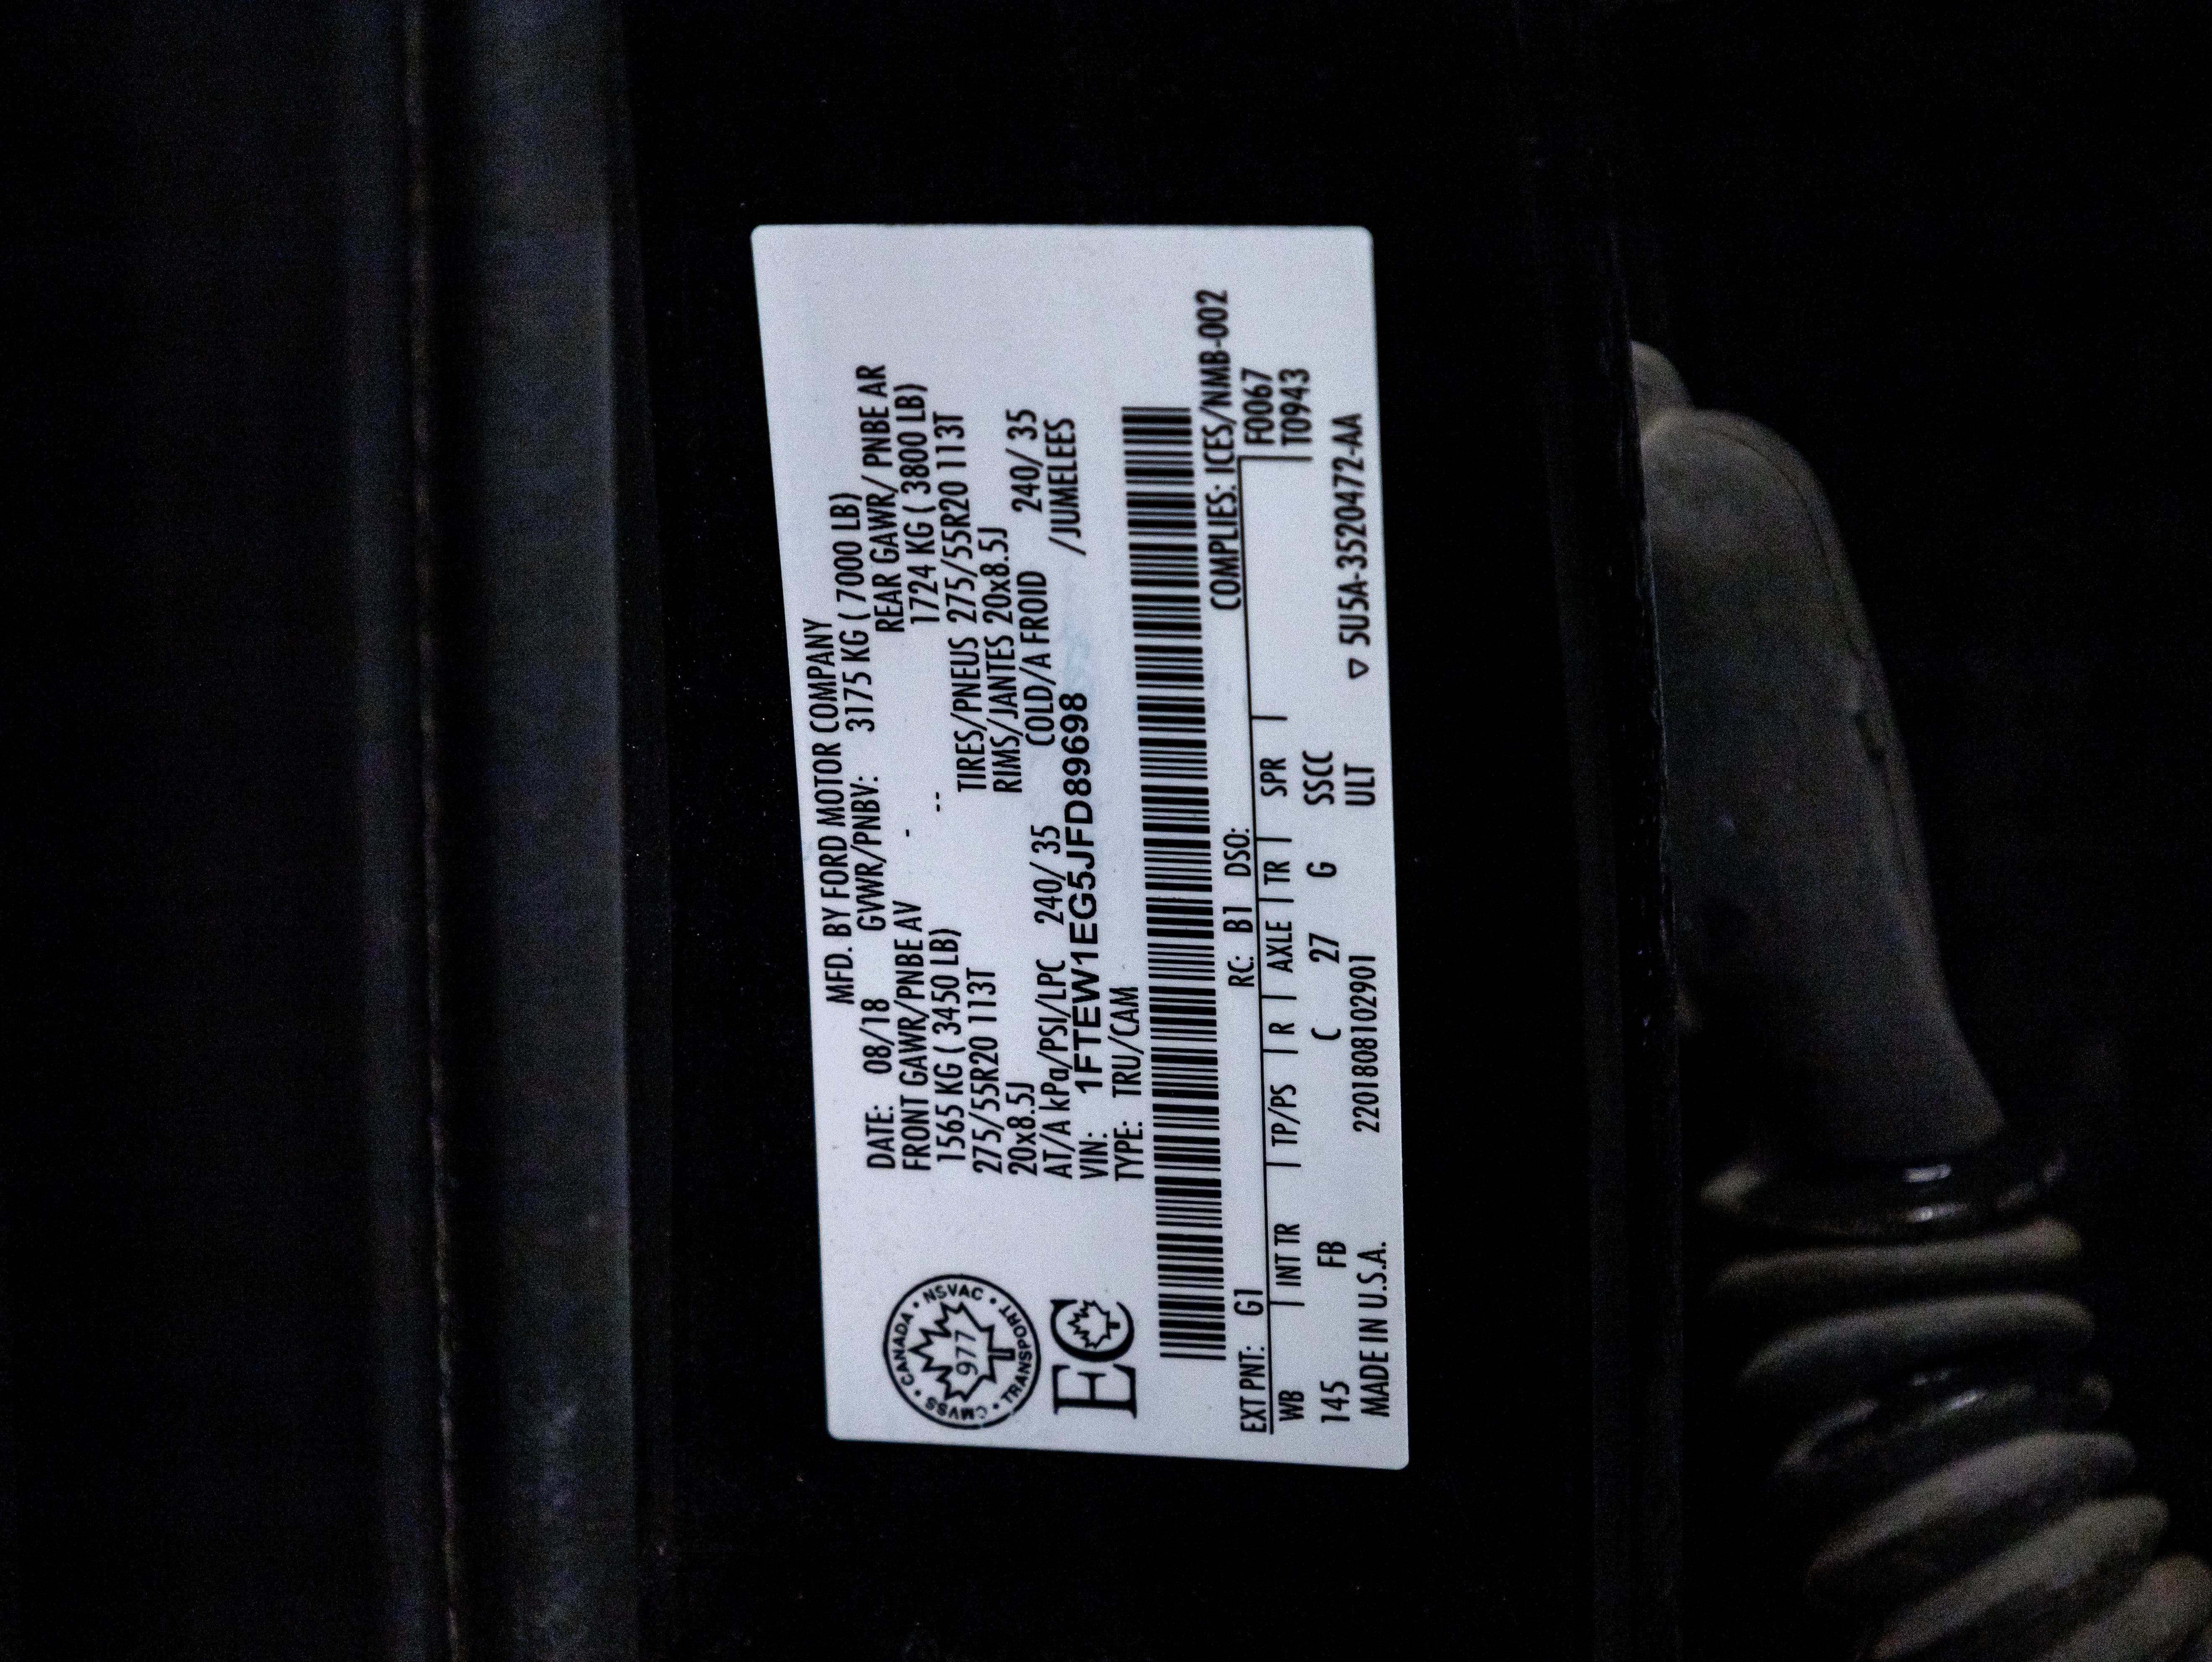 MFD. BY FORD MOTOR COMPANY
DATE: 08/18 GVWR/PNBV: 3175 KG ( 7000 LB)
FRONT GAWR/PNBE AV - REAR GAWR/ PNBE AR
1565 KG ( 3450 LB) -- 1724 KG ( 3800 LB)
275/55R20 113T TIRES/PNEUS 275/55R20 113T
20x8.5J RIMS/JANTES 20x8.5J
AT/A kPa/PSI/LPC 240/ 35 COLD/A FROID 240/ 35
VIN: 1FTEW1EG5JFD89698 /JUMELEES
TYPE: TRU/CAM
CMVSS • CANADA • NSVAC • TRANSPORT •
977
EC
COMPLIES: ICES/NMB-002
EXT PNT: G1 RC: B1 DSO: F0067
WB | INT TR | TP/PS | R | AXLE | TR | SPR | T0943
145 FB C 27 G SSCC
ULT
MADE IN U.S.A. 220180810290​1 ▽ 5U5A-3520472-AA